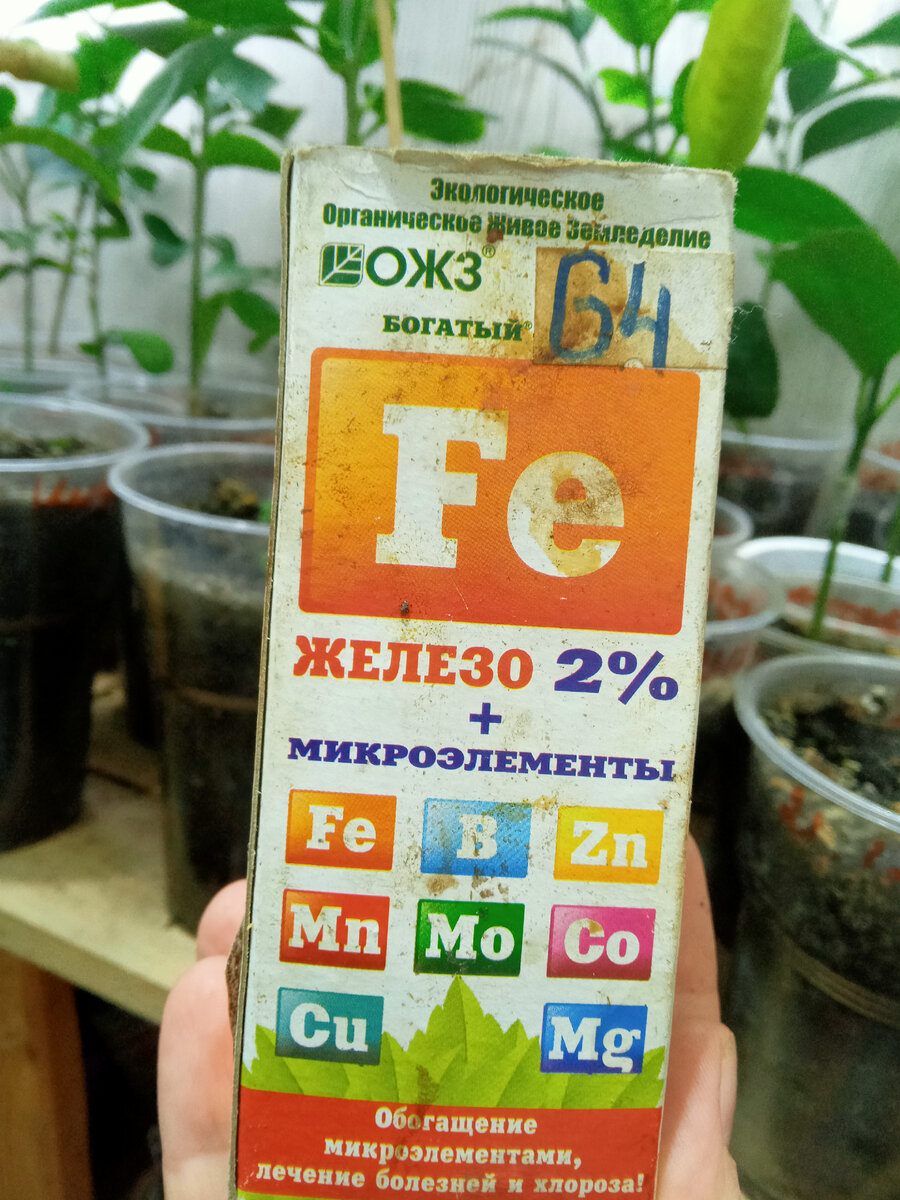 Экологическое
Органическое Живое Земледелие
ОЖЗ®
64
БОГАТЫЙ®
Fe
ЖЕЛЕЗО 2%
+
МИКРОЭЛЕМЕНТЫ
Fe B Zn
Mn Mo Co
Cu Mg
Обогащение
микроэлементами,
лечение болезней и хлороза!